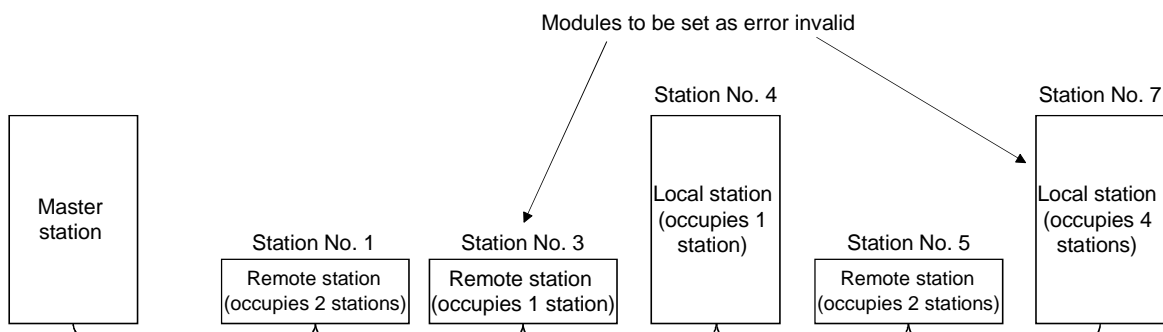 Modules to be set as error invalid
Station No. 4
Station No. 7
Master
station
Local station
(occupies 1
station)
Local station
(occupies 4
stations)
Station No. 1
Station No. 3
Station No. 5
Remote station
(occupies 2 stations)
Remote station
(occupies 1 station)
Remote station
(occupies 2 stations)